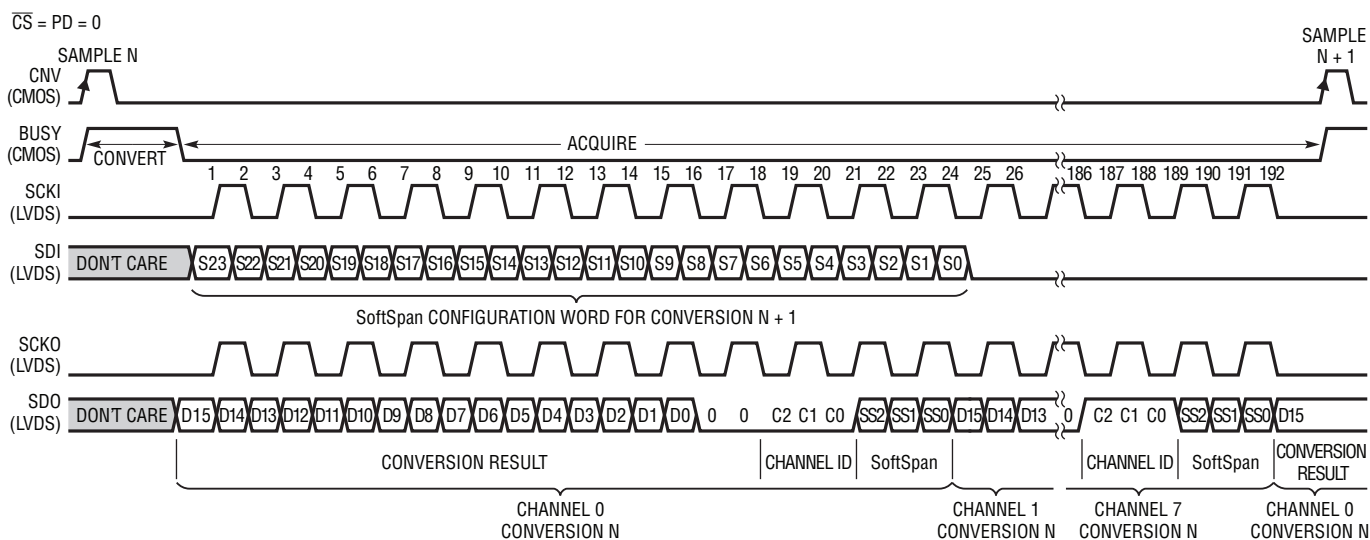 CS = PD = 0
SAMPLE N
SAMPLE
N + 1
CNV
(CMOS)
BUSY
(CMOS)
CONVERT
ACQUIRE
1 2 3 4 5 6 7 8 9 10 11 12 13 14 15 16 17 18 19 20 21 22 23 24 25 26 186 187 188 189 190 191 192
SCKI
(LVDS)
SDI
(LVDS)
DON'T CARE S23 S22 S21 S20 S19 S18 S17 S16 S15 S14 S13 S12 S11 S10 S9 S8 S7 S6 S5 S4 S3 S2 S1 S0
SoftSpan CONFIGURATION WORD FOR CONVERSION N + 1
SCKO
(LVDS)
SDO
(LVDS)
DON'T CARE D15 D14 D13 D12 D11 D10 D9 D8 D7 D6 D5 D4 D3 D2 D1 D0 0 0 C2 C1 C0 SS2 SS1 SS0 D15 D14 D13 0 C2 C1 C0 SS2 SS1 SS0 D15
CONVERSION RESULT CHANNEL ID SoftSpan CHANNEL ID SoftSpan CONVERSION
RESULT
CHANNEL 0
CONVERSION N
CHANNEL 1
CONVERSION N
CHANNEL 7
CONVERSION N
CHANNEL 0
CONVERSION N